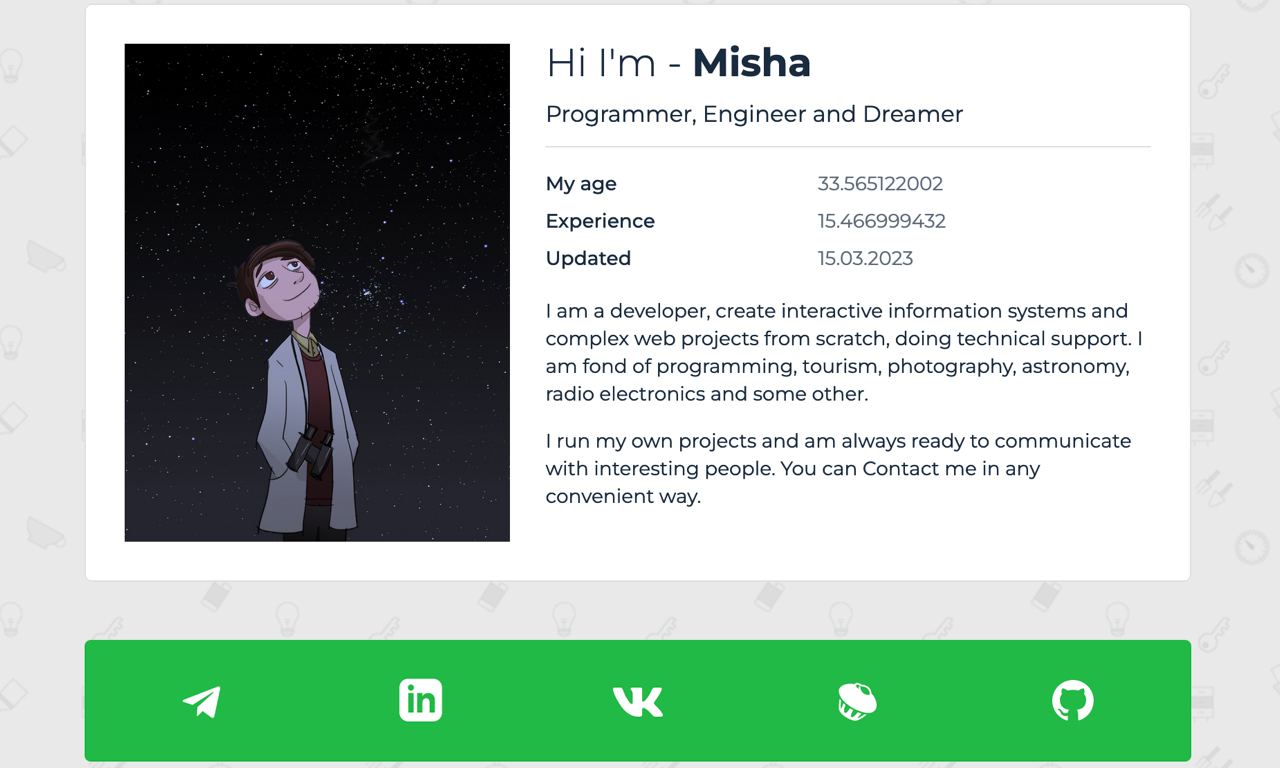 Hi I'm - Misha
Programmer, Engineer and Dreamer
My age 33.565122002
Experience 15.466999432
Updated 15.03.2023
I am a developer, create interactive information systems and
complex web projects from scratch, doing technical support. I
am fond of programming, tourism, photography, astronomy,
radio electronics and some other.
I run my own projects and am always ready to communicate
with interesting people. You can Contact me in any
convenient way.
in